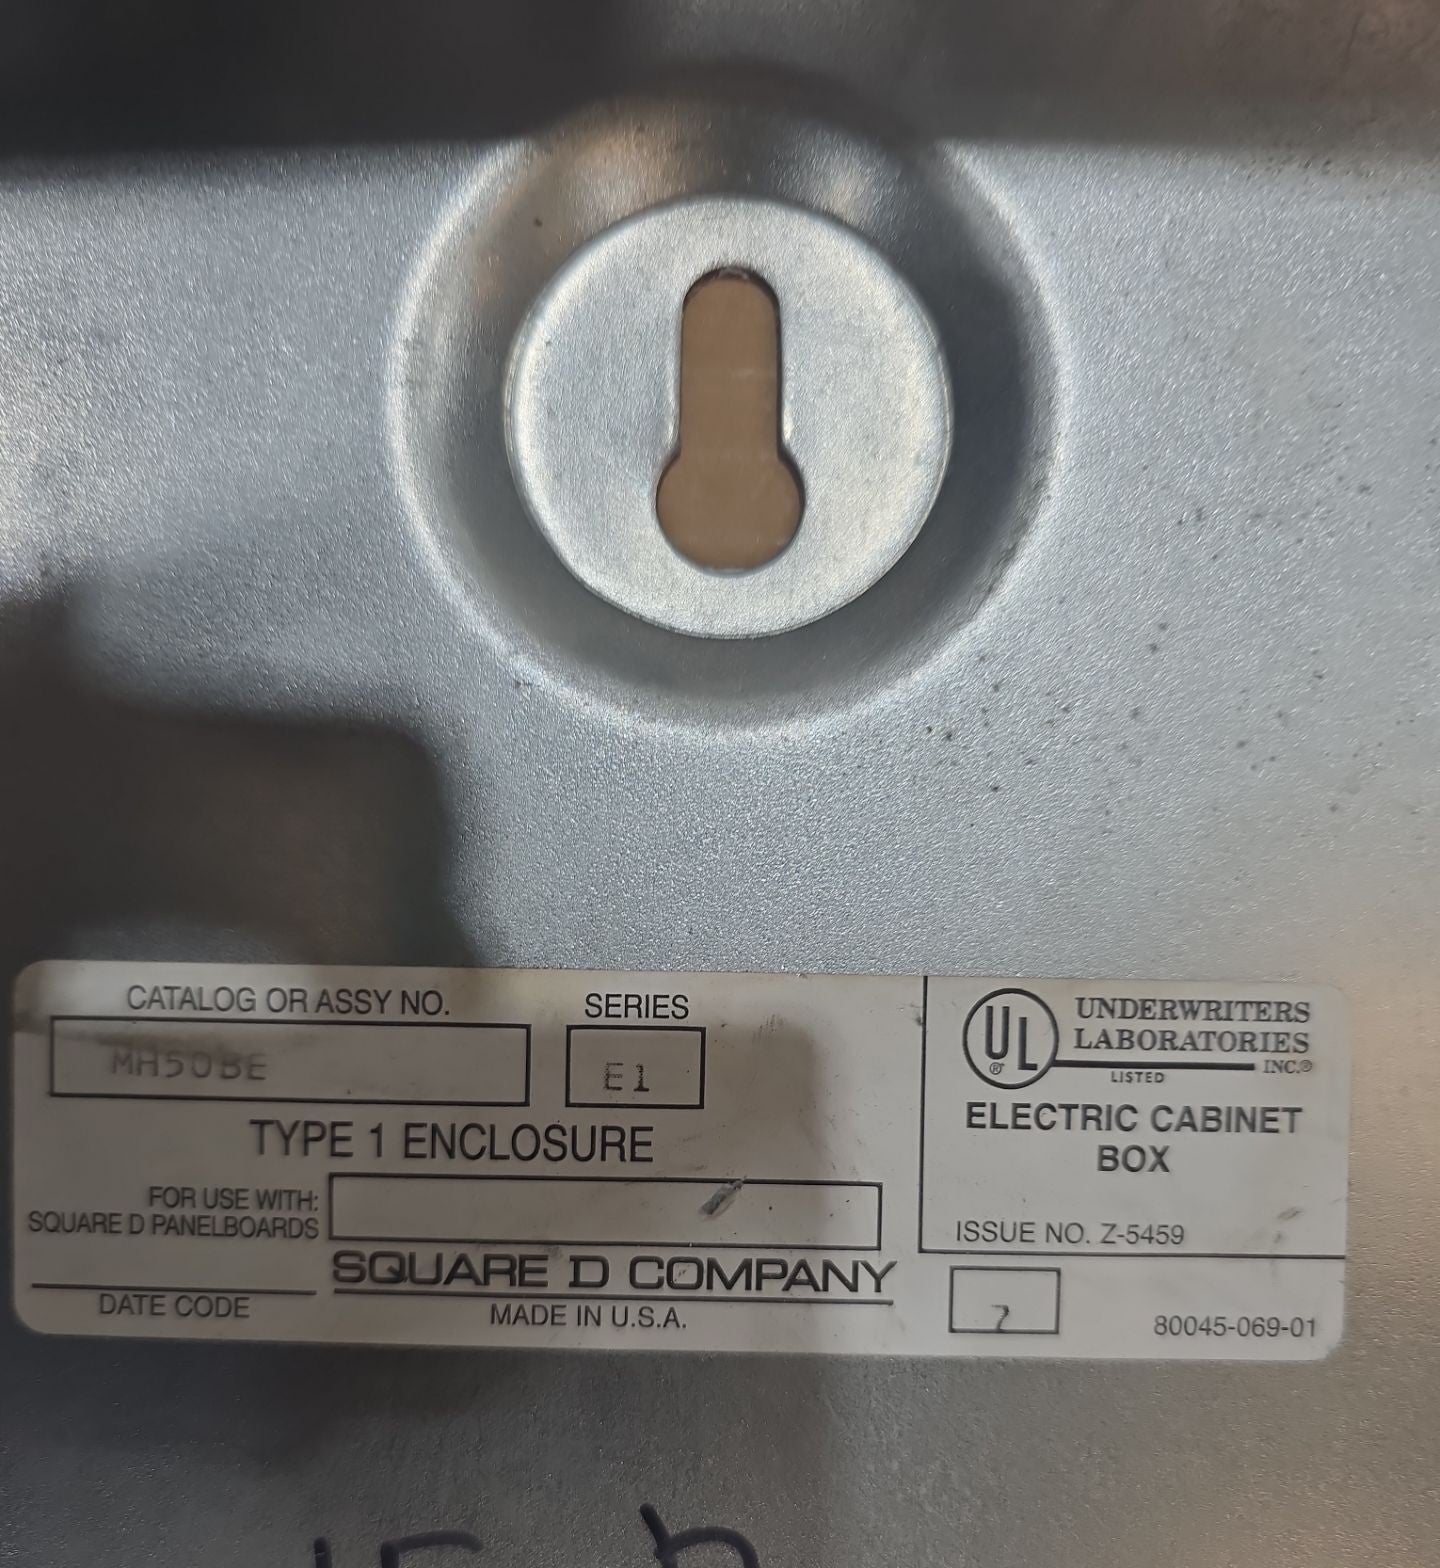 CATALOG OR ASSY NO.
MH50BE
SERIES
E1
TYPE 1 ENCLOSURE
FOR USE WITH:
SQUARE D PANELBOARDS
SQUARE D COMPANY
DATE CODE
MADE IN U.S.A.
UL
®
UNDERWRITERS
LABORATORIES
INC.®
LISTED
ELECTRIC CABINET
BOX
ISSUE NO. Z-5459
80045-069-01